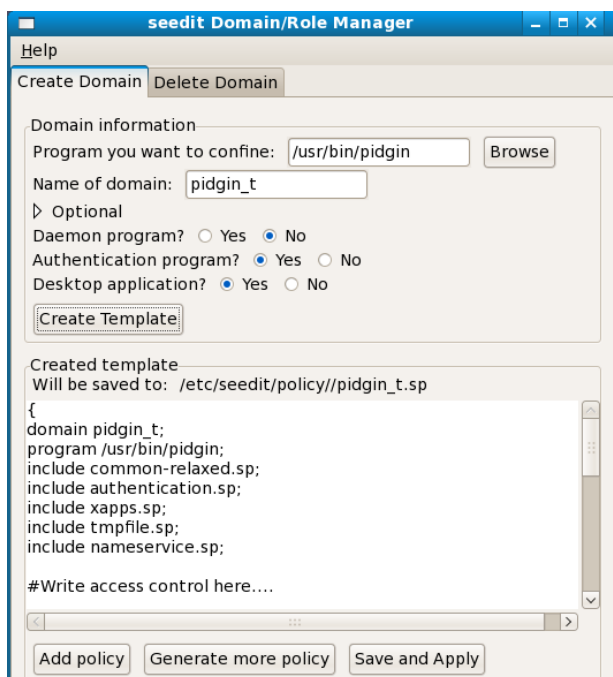 seedit Domain/Role Manager
Help
Create Domain Delete Domain
Domain information
Program you want to confine: /usr/bin/pidgin Browse
Name of domain: pidgin_t
Optional
Daemon program? Yes No
Authentication program? Yes No
Desktop application? Yes No
Create Template
Created template
Will be saved to: /etc/seedit/policy//pidgin_t.sp
{
domain pidgin_t;
program /usr/bin/pidgin;
include common-relaxed.sp;
include authentication.sp;
include xapps.sp;
include tmpfile.sp;
include nameservice.sp;
#Write access control here....
Add policy Generate more policy Save and Apply